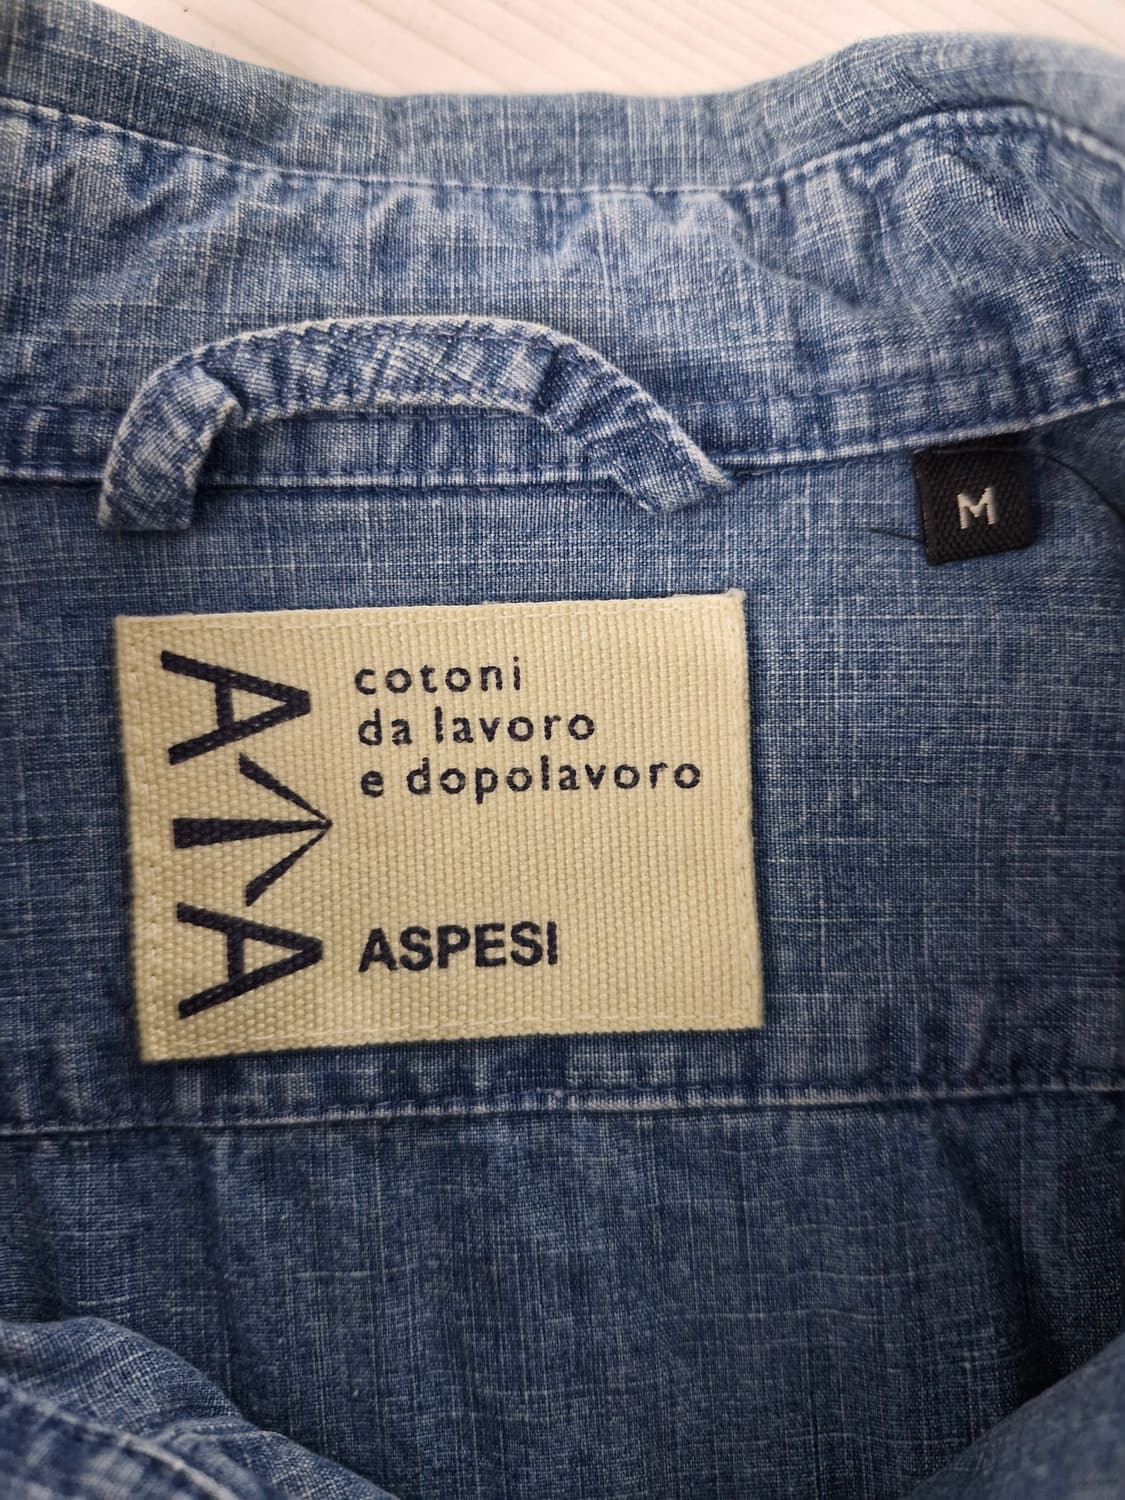 M
cotoni
da lavoro
e dopolavoro
ASPESI